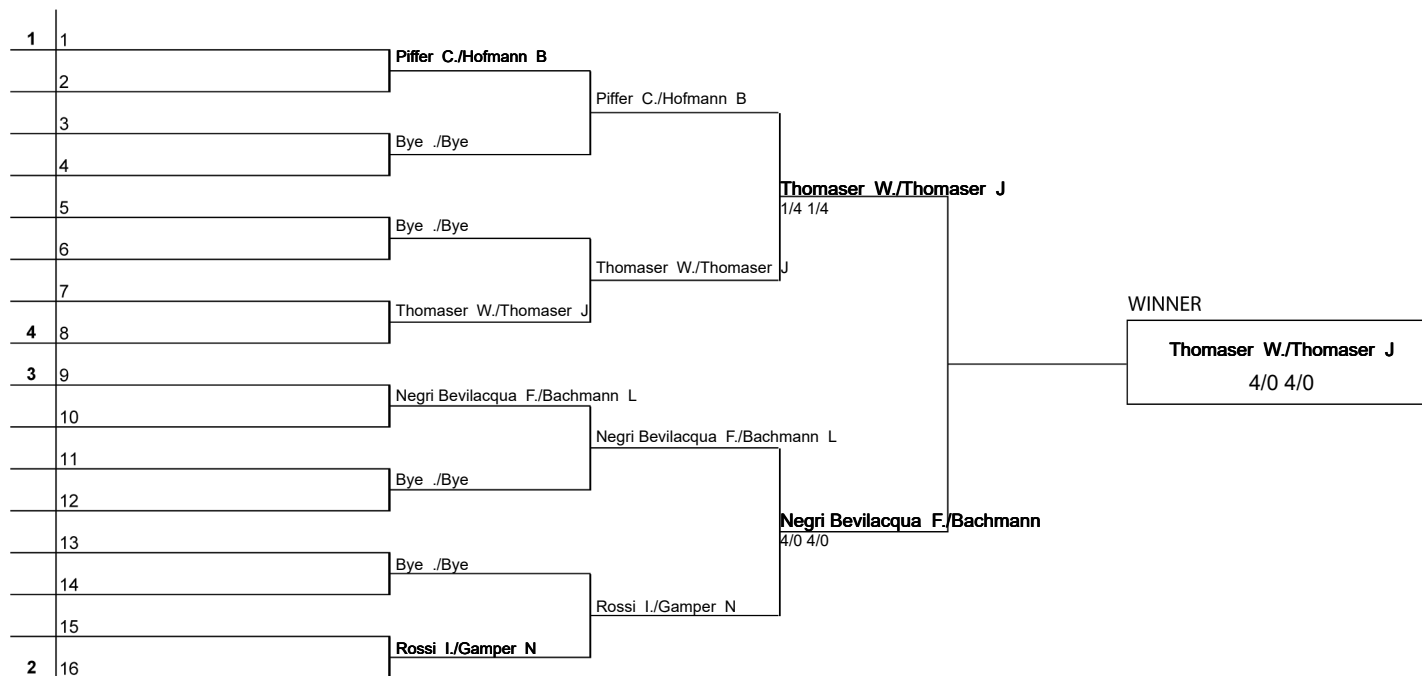 1 1
Piffer C./Hofmann B
2
Piffer C./Hofmann B
3
Bye ./Bye
4
Thomaser W./Thomaser J
1/4 1/4
5
Bye ./Bye
6
Thomaser W./Thomaser J
7
Thomaser W./Thomaser J
4 8
WINNER
Thomaser W./Thomaser J
4/0 4/0
3 9
Negri Bevilacqua F./Bachmann L
10
Negri Bevilacqua F./Bachmann L
11
Bye ./Bye
12
Negri Bevilacqua F./Bachmann
4/0 4/0
13
Bye ./Bye
14
Rossi I./Gamper N
15
Rossi I./Gamper N
2 16